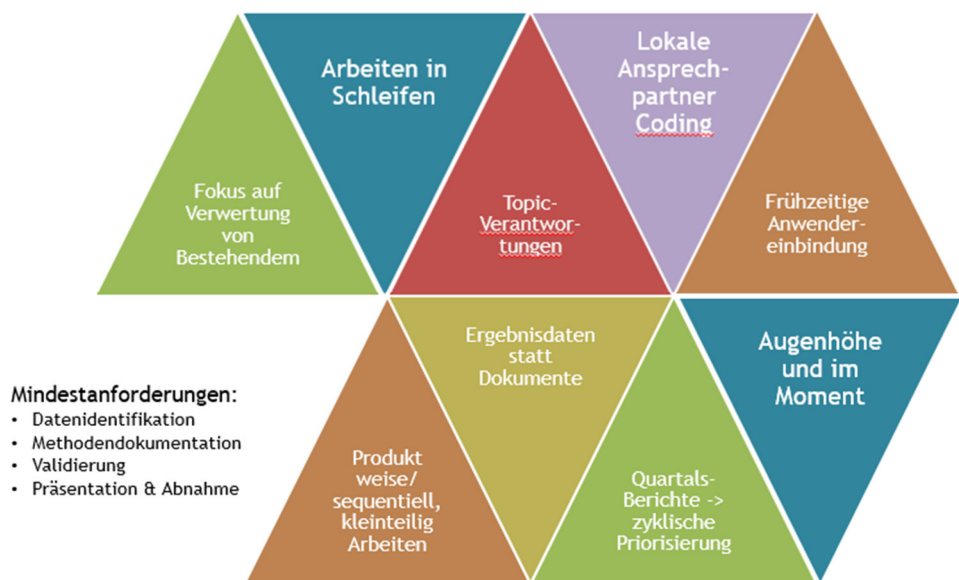 Fokus auf
Verwertung
von
Bestehendem
Arbeiten in
Schleifen
Topic-
Verantwor-
tungen
Lokale
Ansprech-
partner
Coding
Frühzeitige
Anwender-
einbindung
Mindestanforderungen:
• Datenidentifikation
• Methodendokumentation
• Validierung
• Präsentation & Abnahme
Produkt
weise/
sequentiell,
kleinteilig
Arbeiten
Ergebnisdaten
statt
Dokumente
Quartals-
Berichte ->
zyklische
Priorisierung
Augenhöhe
und im
Moment